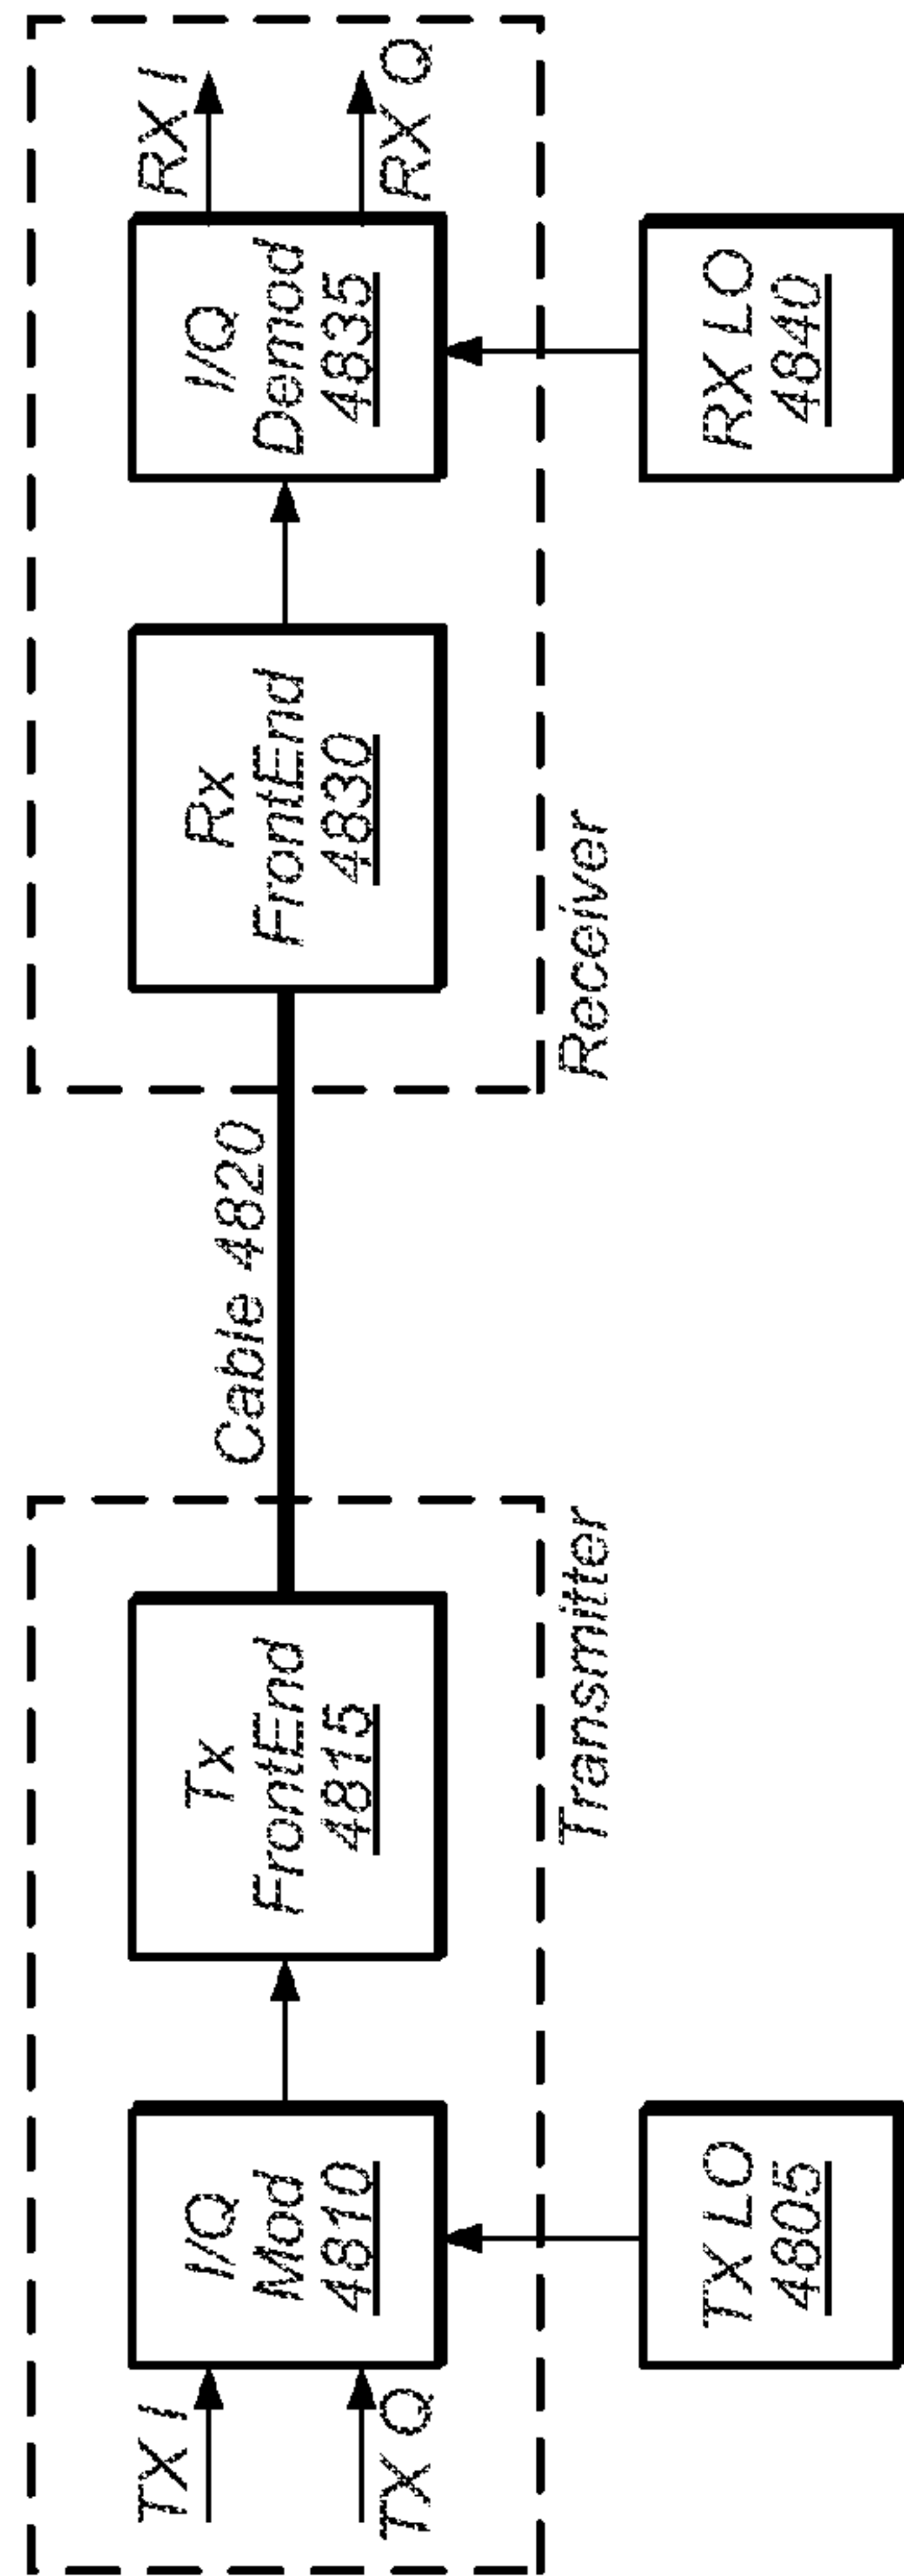 TX I
TX Q
I/Q
Mod
4810
Tx
FrontEnd
4815
Cable 4820
Rx
FrontEnd
4830
I/Q
Demod
4835
RX I
RX Q
Transmitter
Receiver
TX LO
4805
RX LO
4840